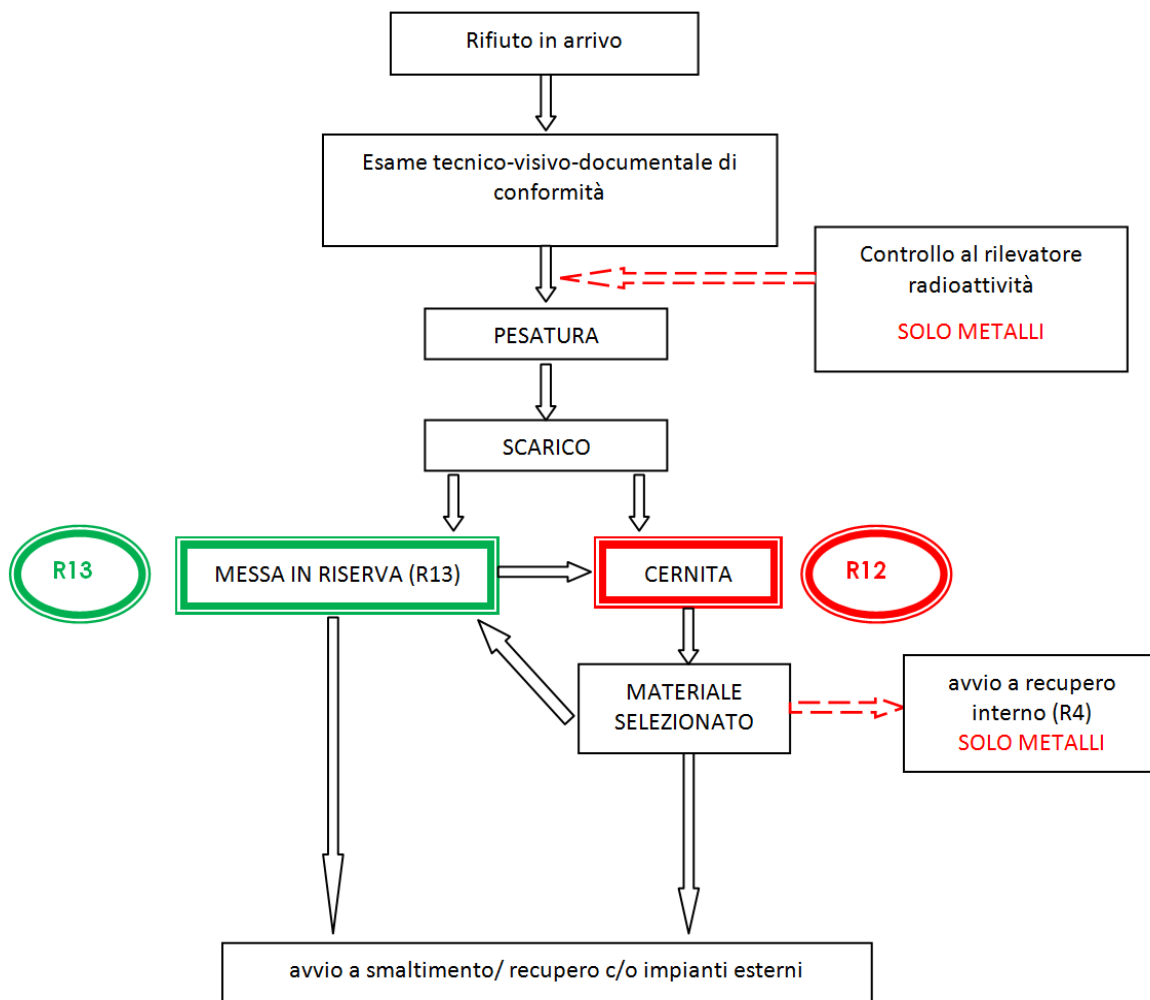 Rifiuto in arrivo
Esame tecnico-visivo-documentale di
conformità
Controllo al rilevatore
radioattività
SOLO METALLI
PESATURA
SCARICO
R13
MESSA IN RISERVA (R13)
CERNITA
R12
MATERIALE
SELEZIONATO
avvio a recupero
interno (R4)
SOLO METALLI
avvio a smaltimento/ recupero c/o impianti esterni